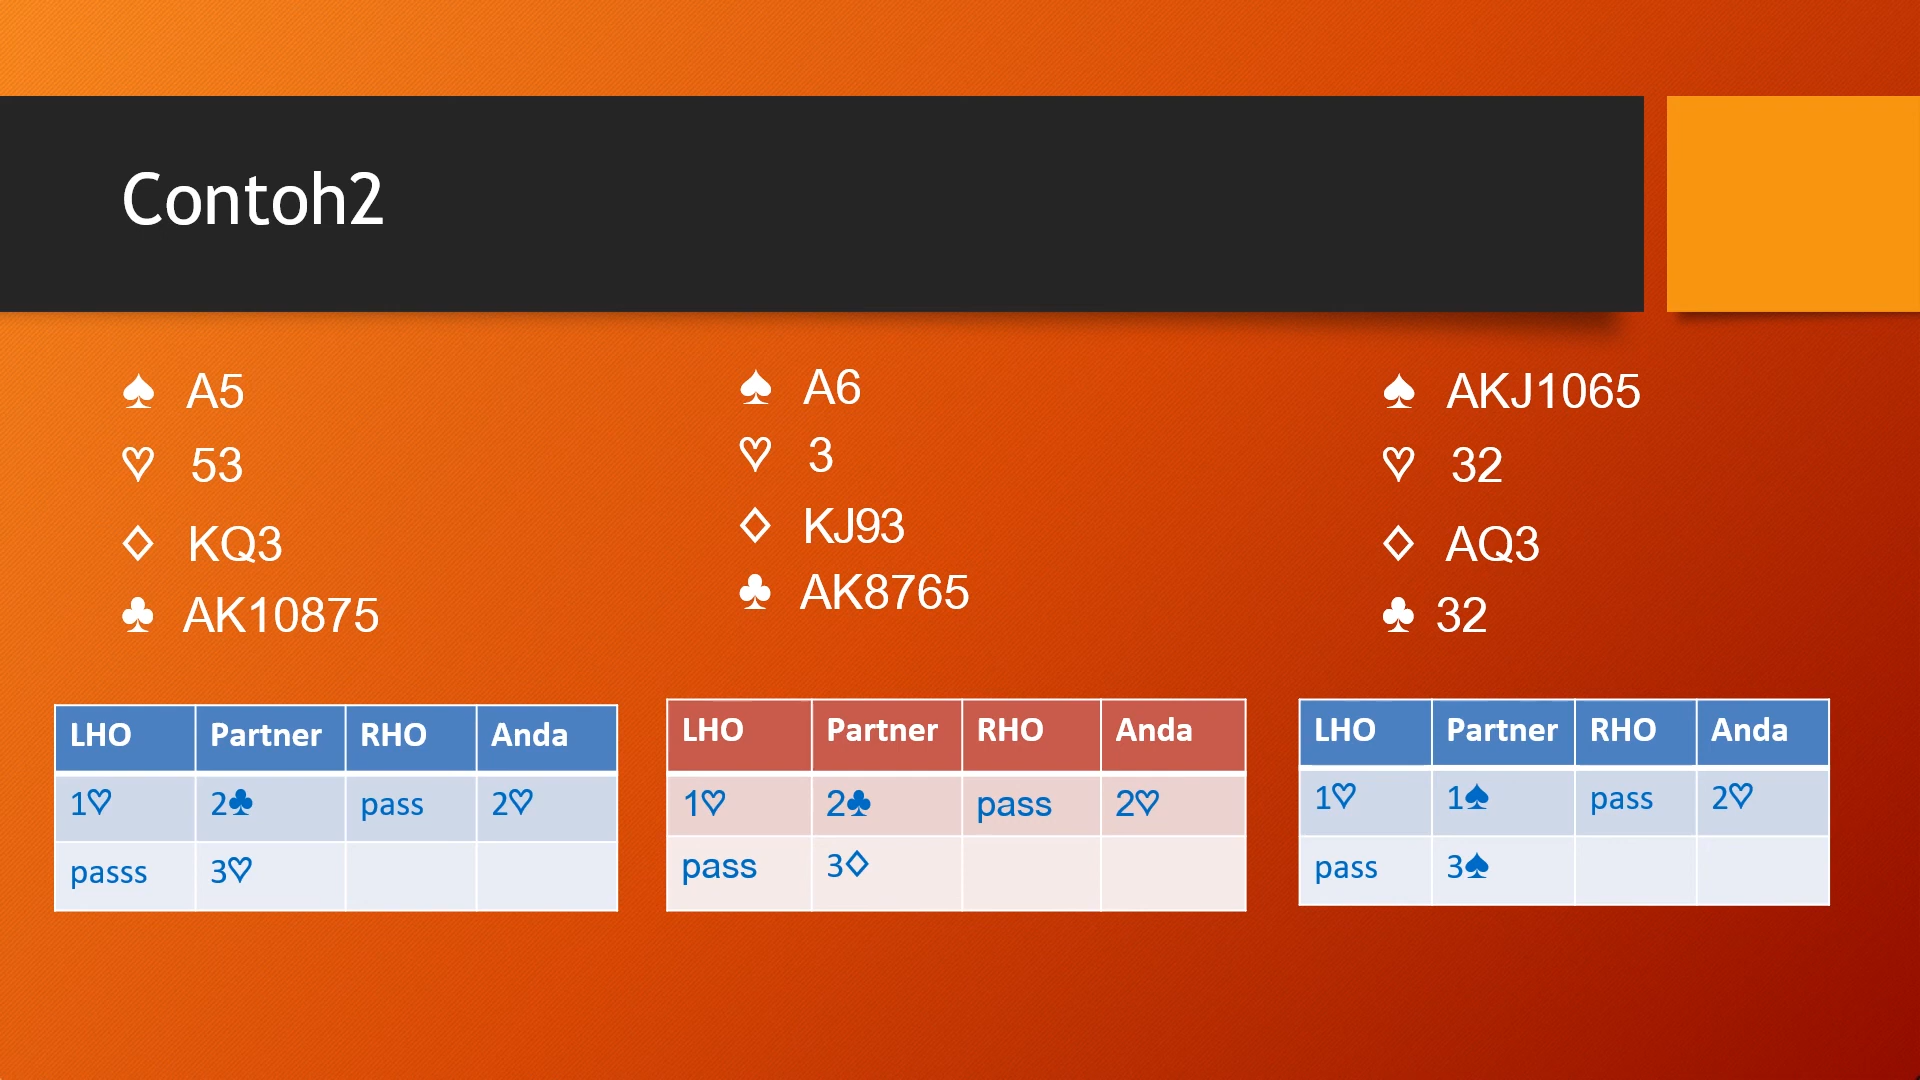 Contoh2
♠ A5
♡ 53
♢ KQ3
♣ AK10875
♠ A6
♡ 3
♢ KJ93
♣ AK8765
♠ AKJ1065
♡ 32
♢ AQ3
♣ 32
LHO Partner RHO Anda
1♡ 2♣ pass 2♡
passs 3♡
LHO Partner RHO Anda
1♡ 2♣ pass 2♡
pass 3♢
LHO Partner RHO Anda
1♡ 1♠ pass 2♡
pass 3♠